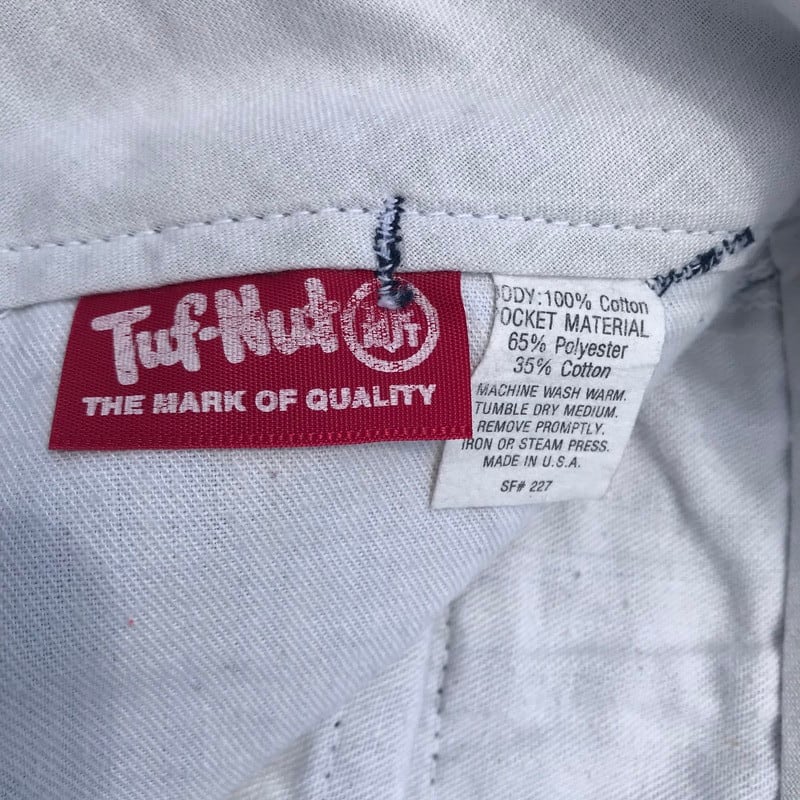 Tuf-Nut
NUT
THE MARK OF QUALITY
ODY: 100% Cotton
OCKET MATERIAL
65% Polyester
35% Cotton
MACHINE WASH WARM.
TUMBLE DRY MEDIUM.
REMOVE PROMPTLY.
IRON OR STEAM PRESS.
MADE IN U.S.A.
SF# 227